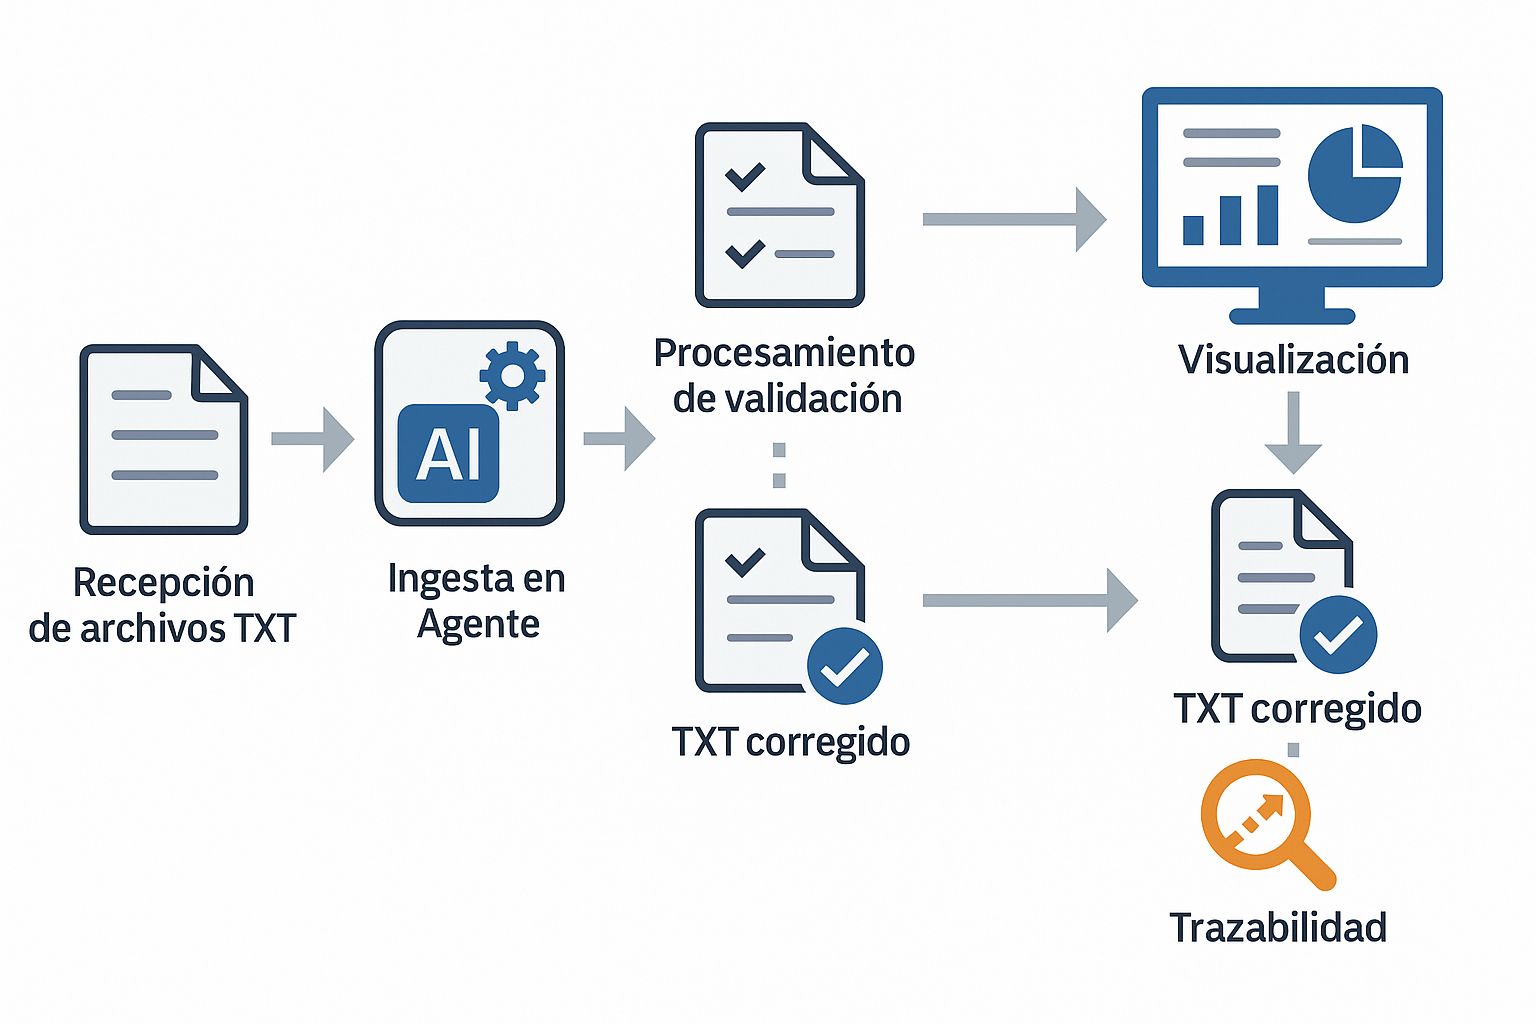 Recepción
de archivos TXT
AI
Ingesta en
Agente
Procesamiento
de validación
TXT corregido
Visualización
TXT corregido
Trazabilidad